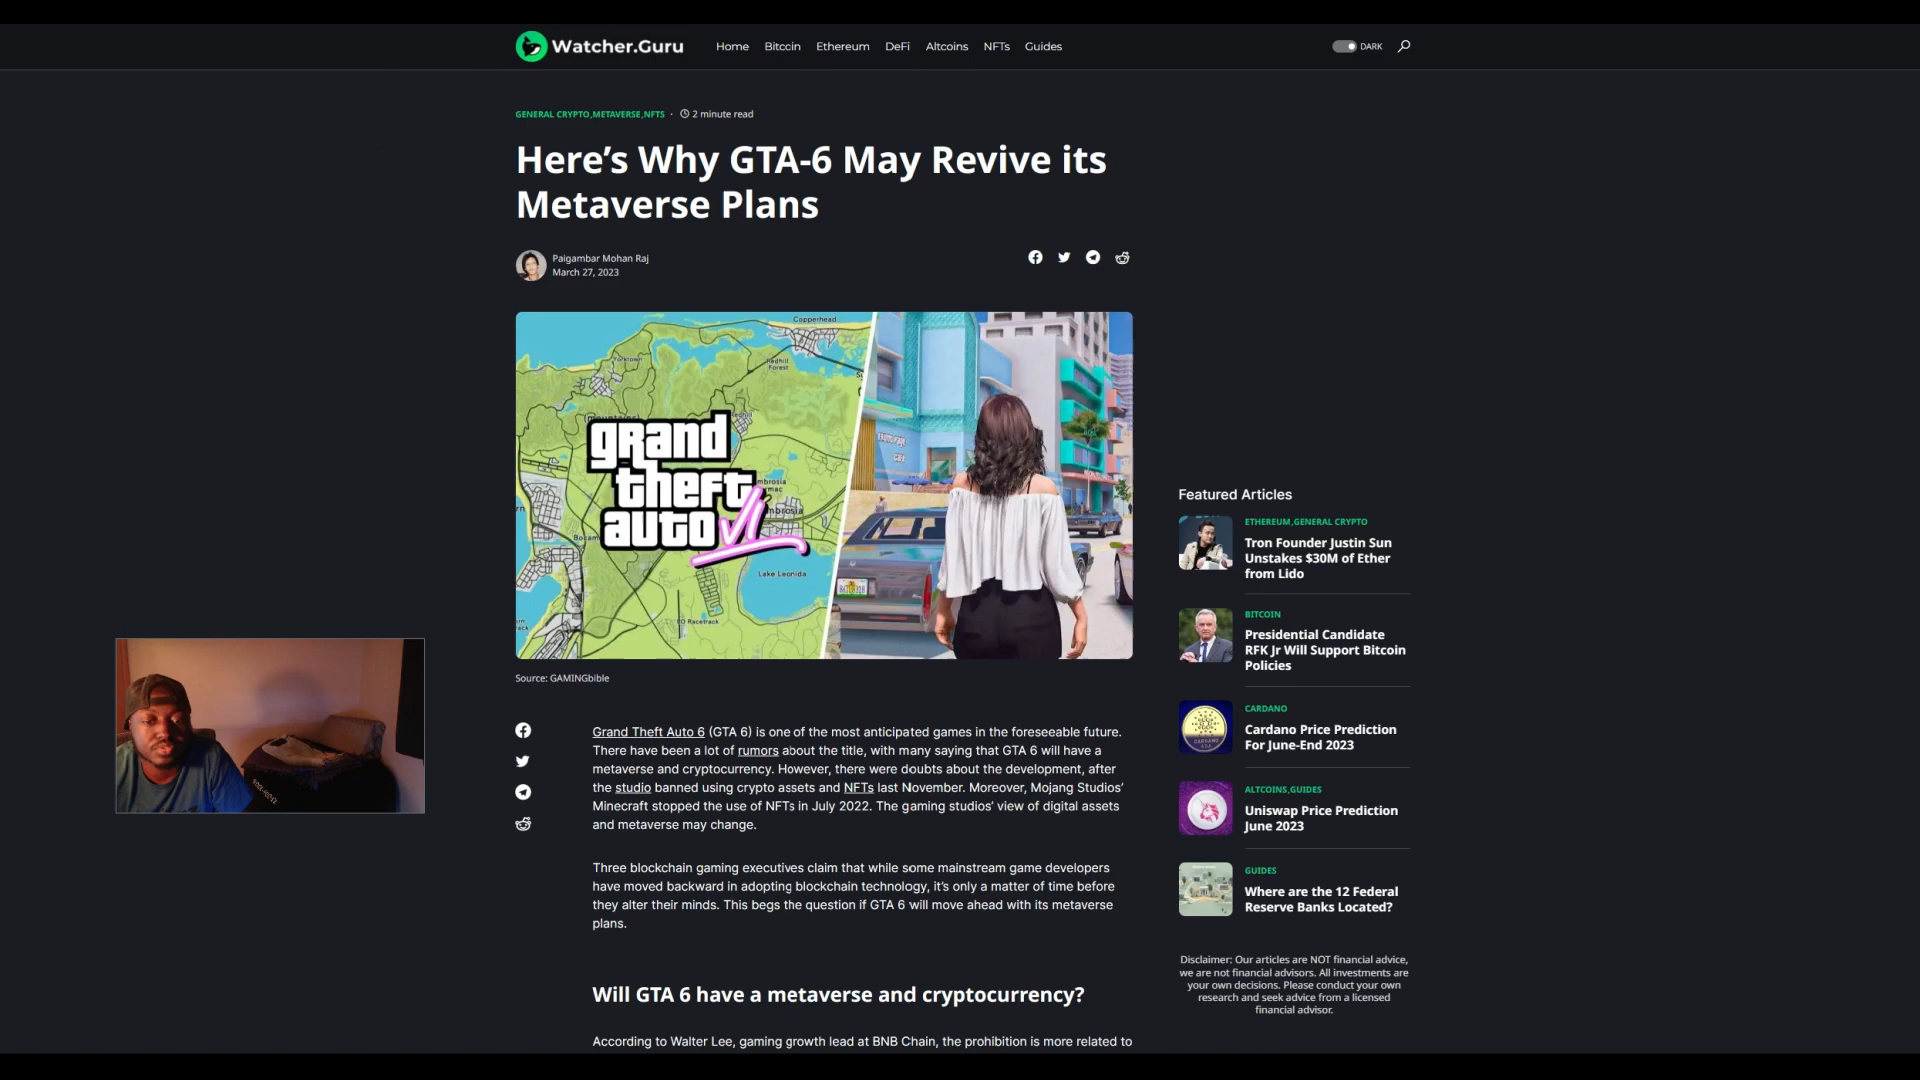 Watcher.Guru
Home Bitcoin Ethereum DeFi Altcoins NFTs Guides
DARK
GENERAL CRYPTO,METAVERSE,NFTS · 2 minute read
Here’s Why GTA-6 May Revive its
Metaverse Plans
Paigambar Mohan Raj
March 27, 2023
Copperhead
Yorktown
Redhill
Forest
Redhill
grand
theft
auto VI
Lake Leonida
Racetrack
Source: GAMINGbible
Grand Theft Auto 6 (GTA 6) is one of the most anticipated games in the foreseeable future.
There have been a lot of rumors about the title, with many saying that GTA 6 will have a
metaverse and cryptocurrency. However, there were doubts about the development, after
the studio banned using crypto assets and NFTs last November. Moreover, Mojang Studios’
Minecraft stopped the use of NFTs in July 2022. The gaming studios’ view of digital assets
and metaverse may change.
Three blockchain gaming executives claim that while some mainstream game developers
have moved backward in adopting blockchain technology, it’s only a matter of time before
they alter their minds. This begs the question if GTA 6 will move ahead with its metaverse
plans.
Will GTA 6 have a metaverse and cryptocurrency?
According to Walter Lee, gaming growth lead at BNB Chain, the prohibition is more related to
Featured Articles
ETHEREUM,GENERAL CRYPTO
Tron Founder Justin Sun
Unstakes $30M of Ether
from Lido
BITCOIN
Presidential Candidate
RFK Jr Will Support Bitcoin
Policies
CARDANO
Cardano Price Prediction
For June-End 2023
ALTCOINS,GUIDES
Uniswap Price Prediction
June 2023
GUIDES
Where are the 12 Federal
Reserve Banks Located?
Disclaimer: Our articles are NOT financial advice,
we are not financial advisors. All investments are
your own decisions. Please conduct your own
research and seek advice from a licensed
financial advisor.